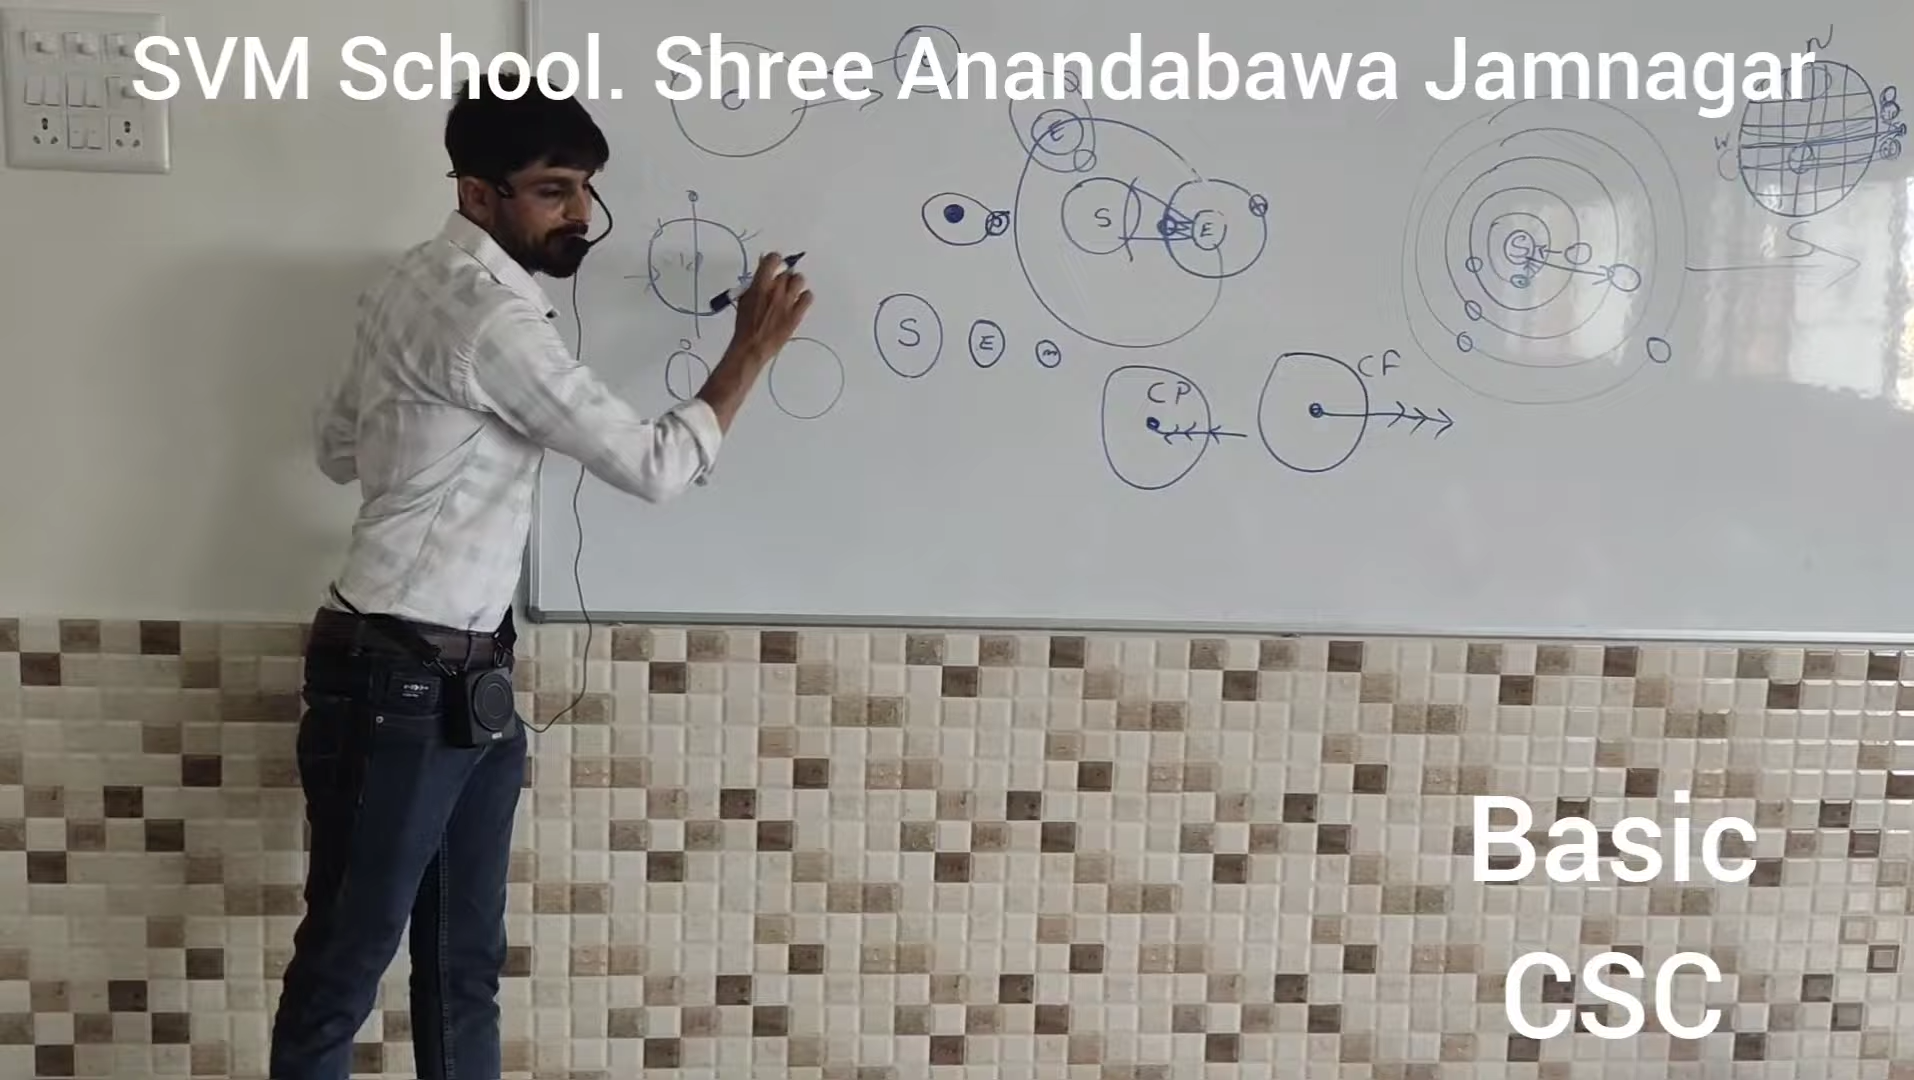 SVM School. Shree Anandabawa Jamnagar
N
E
W
S
E
m
S
S
S
E
m
CP
CF
Basic
CSC